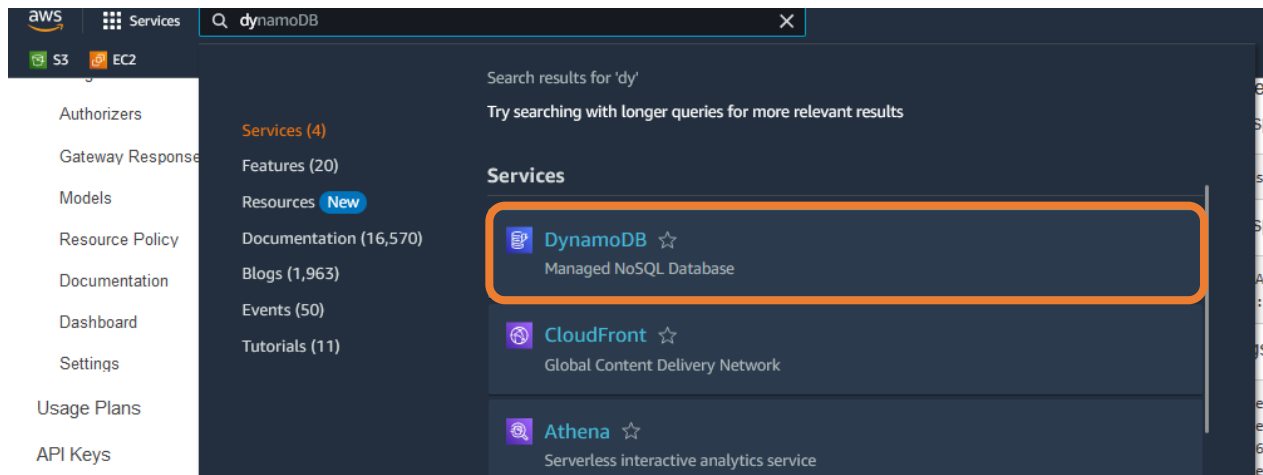 aws
Services
dynamoDB
S3
EC2
Authorizers
Gateway Response
Models
Resource Policy
Documentation
Dashboard
Settings
Usage Plans
API Keys
Services (4)
Features (20)
Resources New
Documentation (16,570)
Blogs (1,963)
Events (50)
Tutorials (11)
Search results for 'dy'
Try searching with longer queries for more relevant results
Services
DynamoDB
Managed NoSQL Database
CloudFront
Global Content Delivery Network
Athena
Serverless interactive analytics service